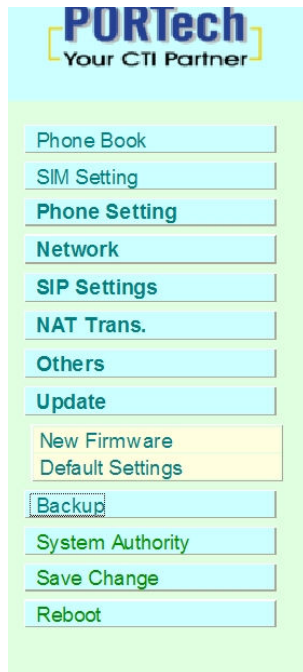 PORTech
Your CTI Partner
Phone Book
SIM Setting
Phone Setting
Network
SIP Settings
NAT Trans.
Others
Update
New Firmware
Default Settings
Backup
System Authority
Save Change
Reboot